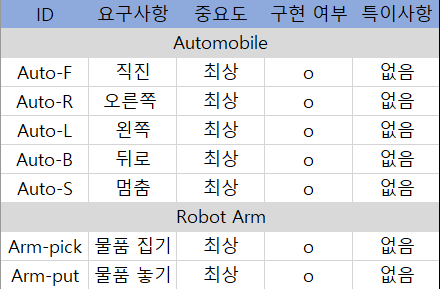 ID 요구사항 중요도 구현 여부 특이사항
Automobile
Auto-F 직진 최상 o 없음
Auto-R 오른쪽 최상 o 없음
Auto-L 왼쪽 최상 o 없음
Auto-B 뒤로 최상 o 없음
Auto-S 멈춤 최상 o 없음
Robot Arm
Arm-pick 물품 집기 최상 o 없음
Arm-put 물품 놓기 최상 o 없음